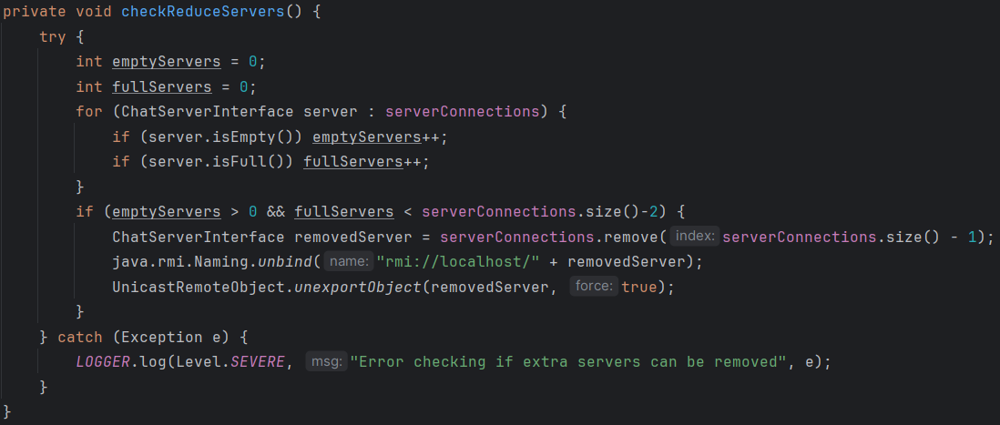 private void checkReduceServers() {
    try {
        int emptyServers = 0;
        int fullServers = 0;
        for (ChatServerInterface server : serverConnections) {
            if (server.isEmpty()) emptyServers++;
            if (server.isFull()) fullServers++;
        }
        if (emptyServers > 0 && fullServers < serverConnections.size()-2) {
            ChatServerInterface removedServer = serverConnections.remove( index: serverConnections.size() - 1);
            java.rmi.Naming.unbind( name: "rmi://localhost/" + removedServer);
            UnicastRemoteObject.unexportObject(removedServer, force: true);
        }
    } catch (Exception e) {
        LOGGER.log(Level.SEVERE, msg: "Error checking if extra servers can be removed", e);
    }
}